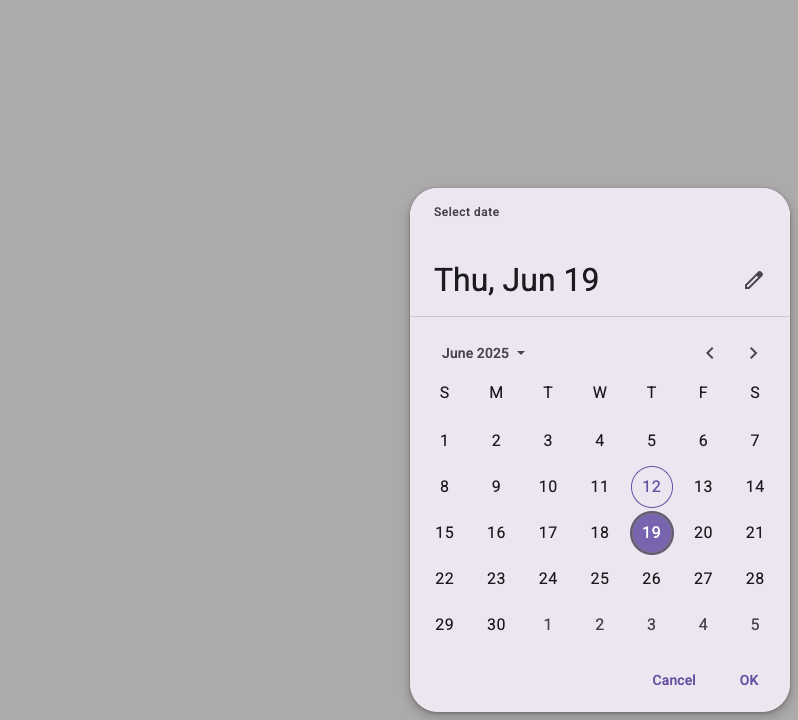 Select date
Thu, Jun 19
June 2025
S M T W T F S
1 2 3 4 5 6 7
8 9 10 11 12 13 14
15 16 17 18 19 20 21
22 23 24 25 26 27 28
29 30 1 2 3 4 5
Cancel OK